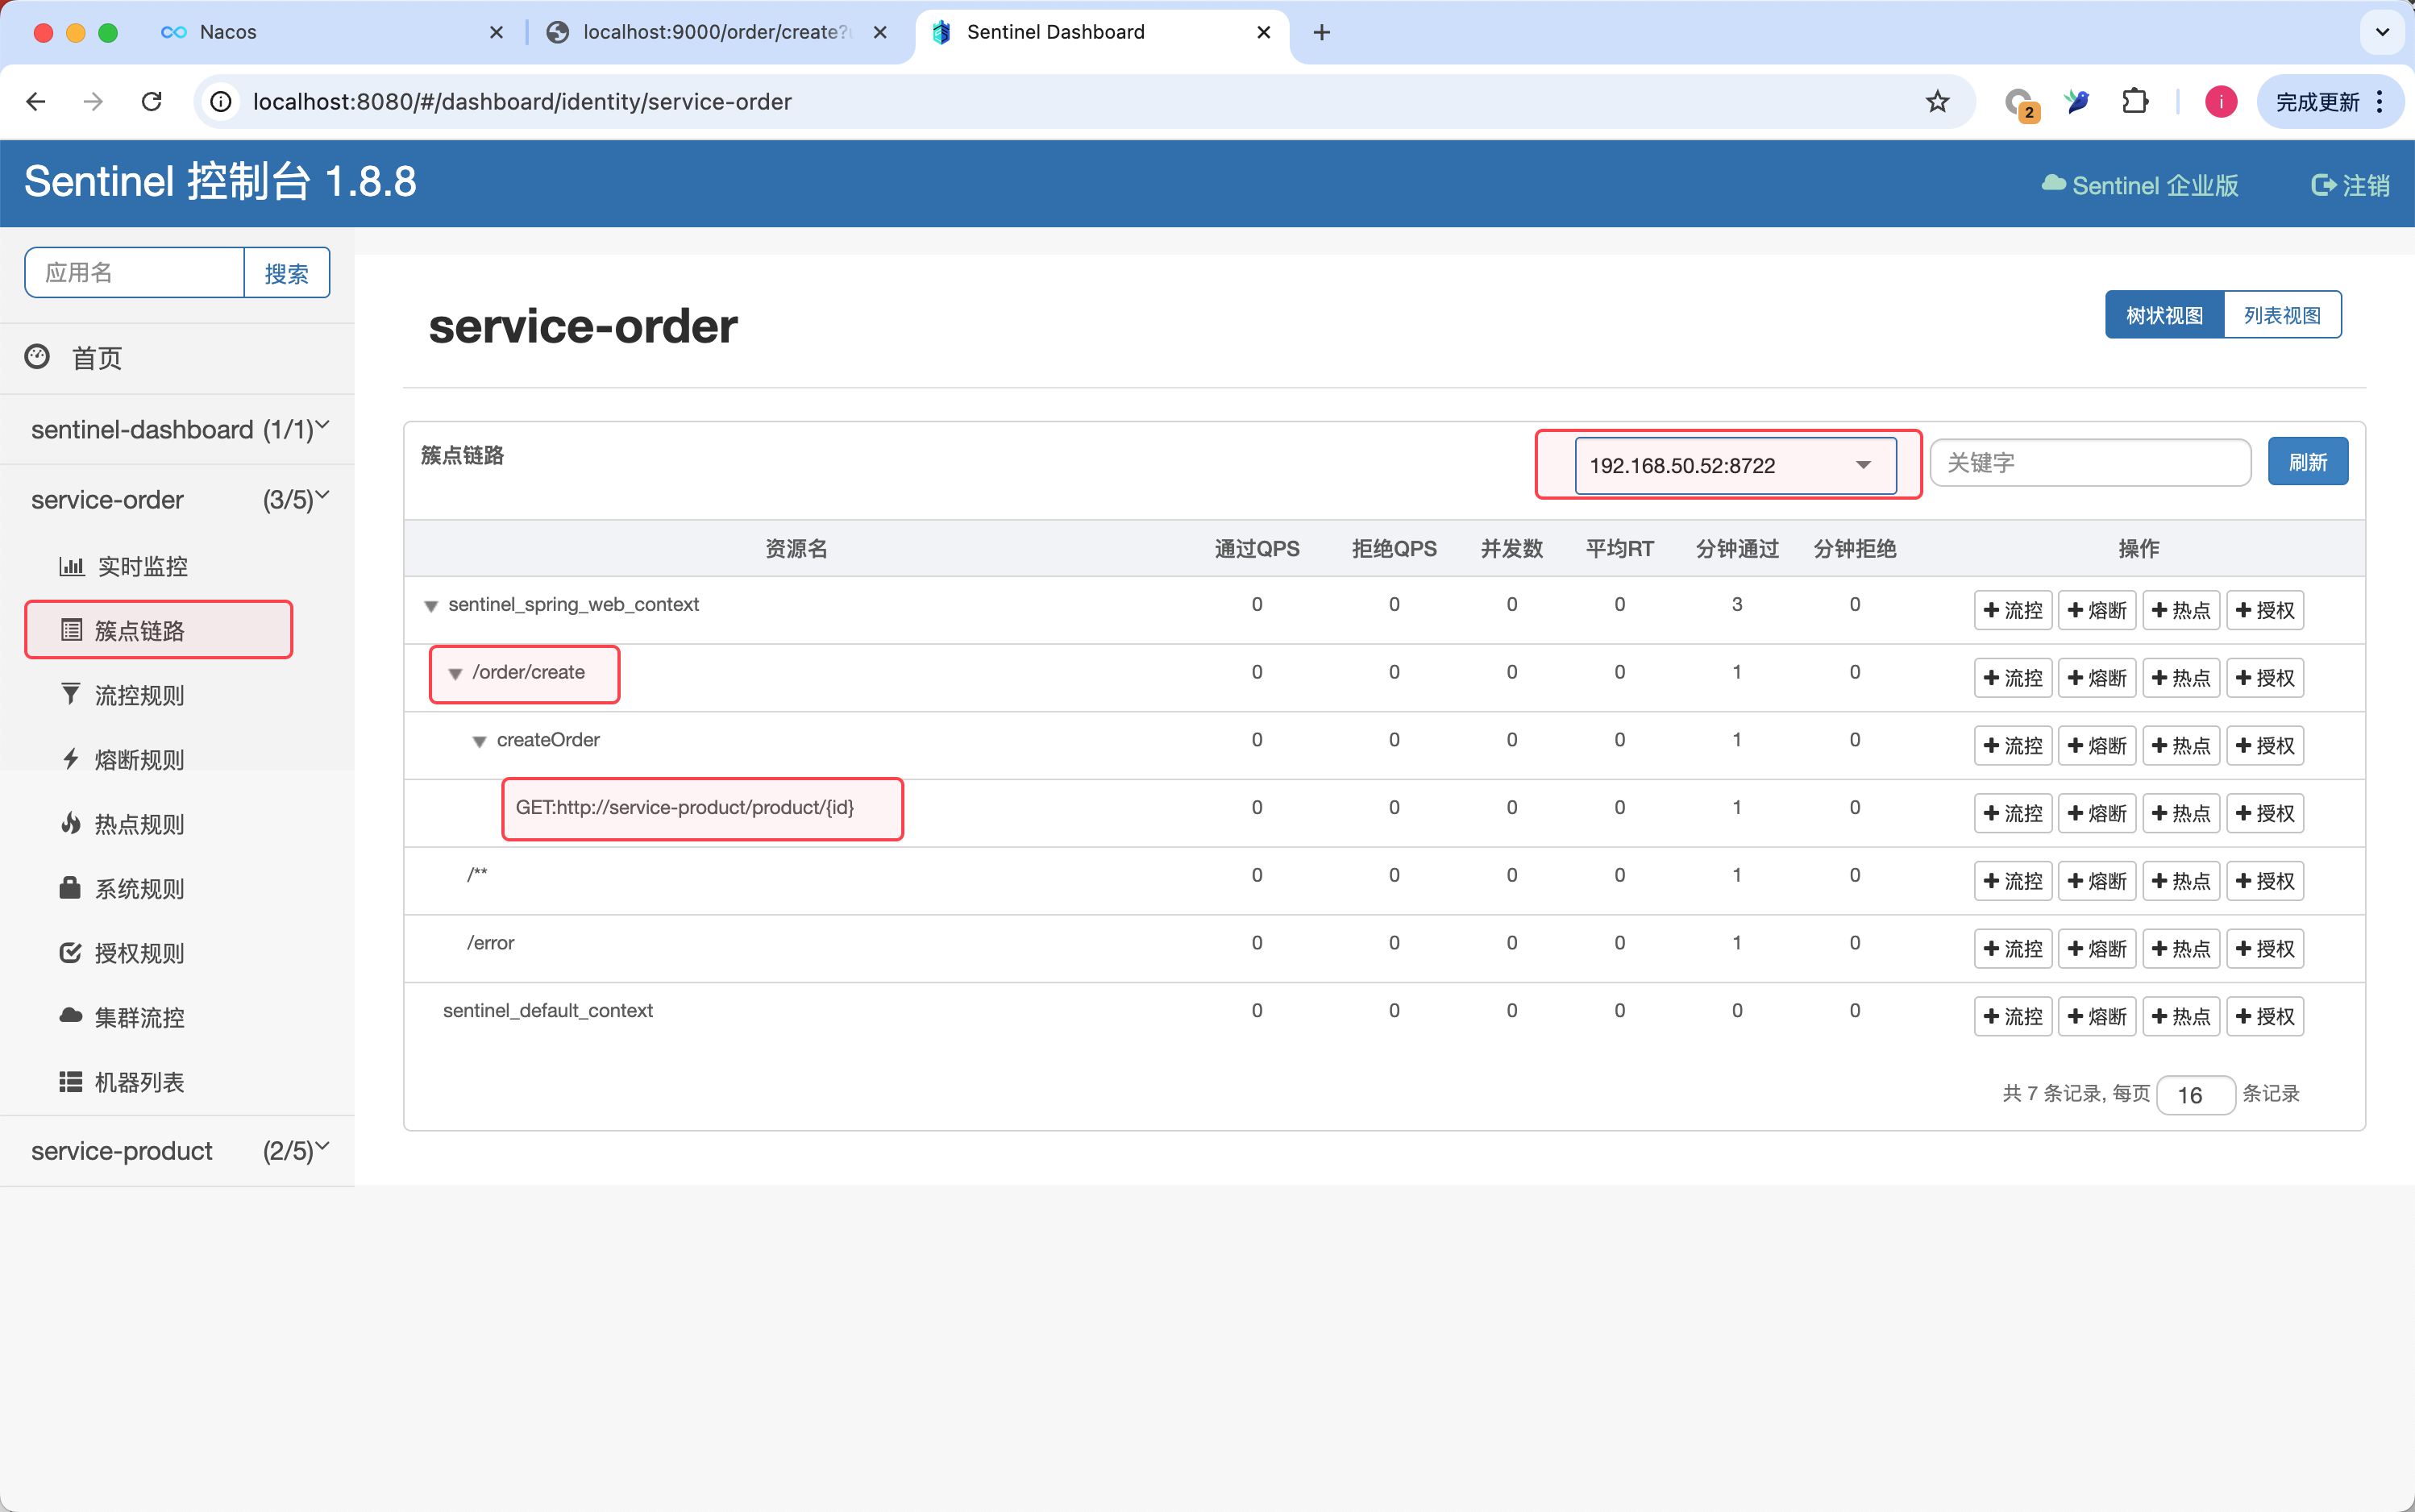 Nacos
localhost:9000/order/create?
Sentinel Dashboard
localhost:8080/#/dashboard/identity/service-order
2
i
完成更新
Sentinel 控制台 1.8.8
Sentinel 企业版
注销
应用名
搜索
首页
sentinel-dashboard (1/1)
service-order (3/5)
实时监控
簇点链路
流控规则
熔断规则
热点规则
系统规则
授权规则
集群流控
机器列表
service-product (2/5)
service-order
树状视图 列表视图
簇点链路
192.168.50.52:8722
关键字
刷新
资源名 通过QPS 拒绝QPS 并发数 平均RT 分钟通过 分钟拒绝 操作
sentinel_spring_web_context 0 0 0 0 3 0 流控 熔断 热点 授权
/order/create 0 0 0 0 1 0 流控 熔断 热点 授权
createOrder 0 0 0 0 1 0 流控 熔断 热点 授权
GET:http://service-product/product/{id} 0 0 0 0 1 0 流控 熔断 热点 授权
/** 0 0 0 0 1 0 流控 熔断 热点 授权
/error 0 0 0 0 1 0 流控 熔断 热点 授权
sentinel_default_context 0 0 0 0 0 0 流控 熔断 热点 授权
共 7 条记录, 每页 16 条记录